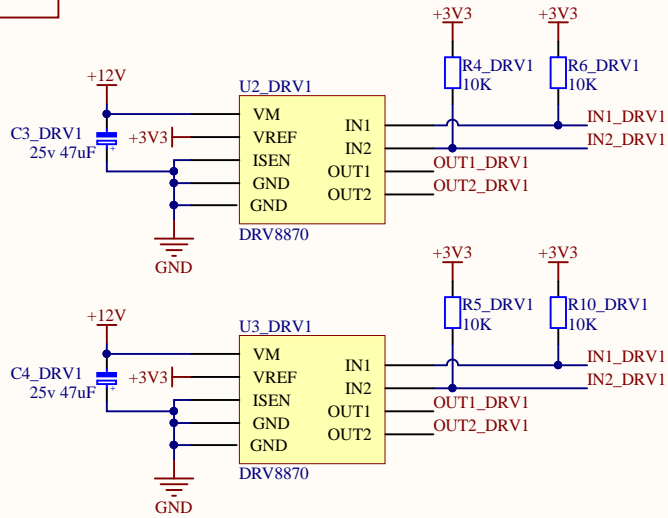 +3V3 +3V3
+12V
U2_DRV1
R4_DRV1 R6_DRV1
10K 10K
C3_DRV1
25v 47uF
+
+3V3
VM
VREF
ISEN
GND
GND
IN1
IN2
OUT1
OUT2
IN1_DRV1
IN2_DRV1
OUT1_DRV1
OUT2_DRV1
DRV8870
GND
+3V3 +3V3
+12V
U3_DRV1
R5_DRV1 R10_DRV1
10K 10K
C4_DRV1
25v 47uF
+
+3V3
VM
VREF
ISEN
GND
GND
IN1
IN2
OUT1
OUT2
IN1_DRV1
IN2_DRV1
OUT1_DRV1
OUT2_DRV1
DRV8870
GND